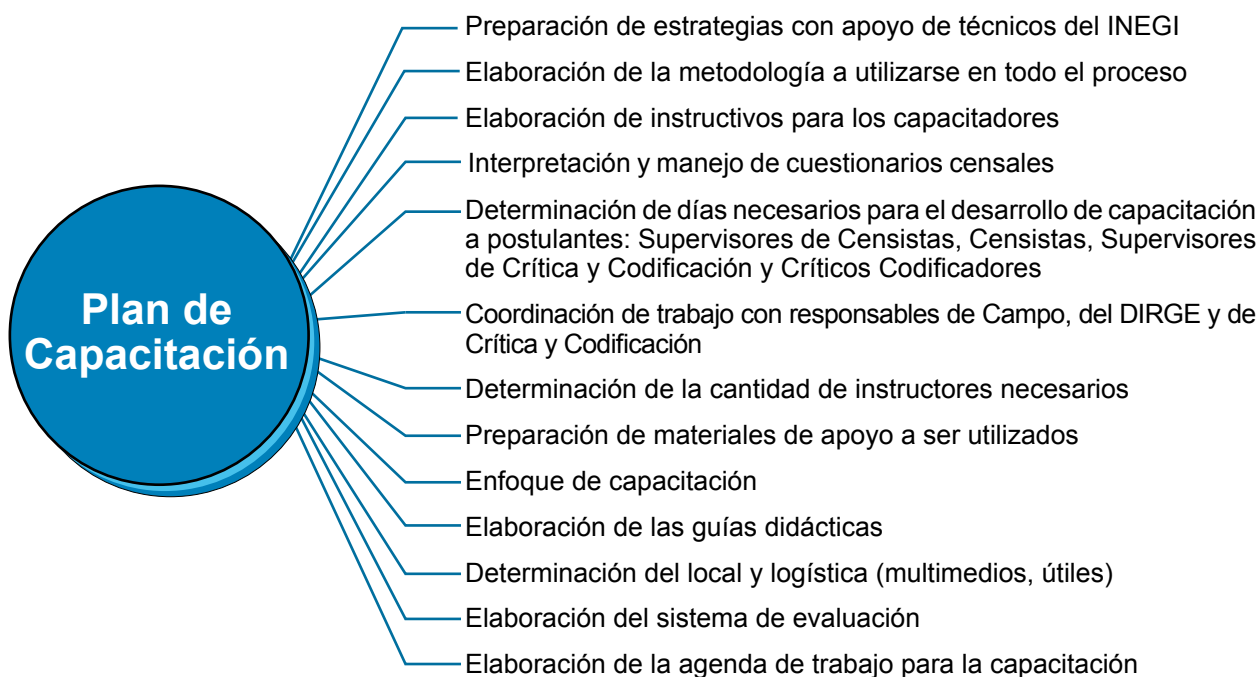 Plan de
Capacitación
Preparación de estrategias con apoyo de técnicos del INEGI
Elaboración de la metodología a utilizarse en todo el proceso
Elaboración de instructivos para los capacitadores
Interpretación y manejo de cuestionarios censales
Determinación de días necesarios para el desarrollo de capacitación
a postulantes: Supervisores de Censistas, Censistas, Supervisores
de Crítica y Codificación y Críticos Codificadores
Coordinación de trabajo con responsables de Campo, del DIRGE y de
Crítica y Codificación
Determinación de la cantidad de instructores necesarios
Preparación de materiales de apoyo a ser utilizados
Enfoque de capacitación
Elaboración de las guías didácticas
Determinación del local y logística (multimedios, útiles)
Elaboración del sistema de evaluación
Elaboración de la agenda de trabajo para la capacitación